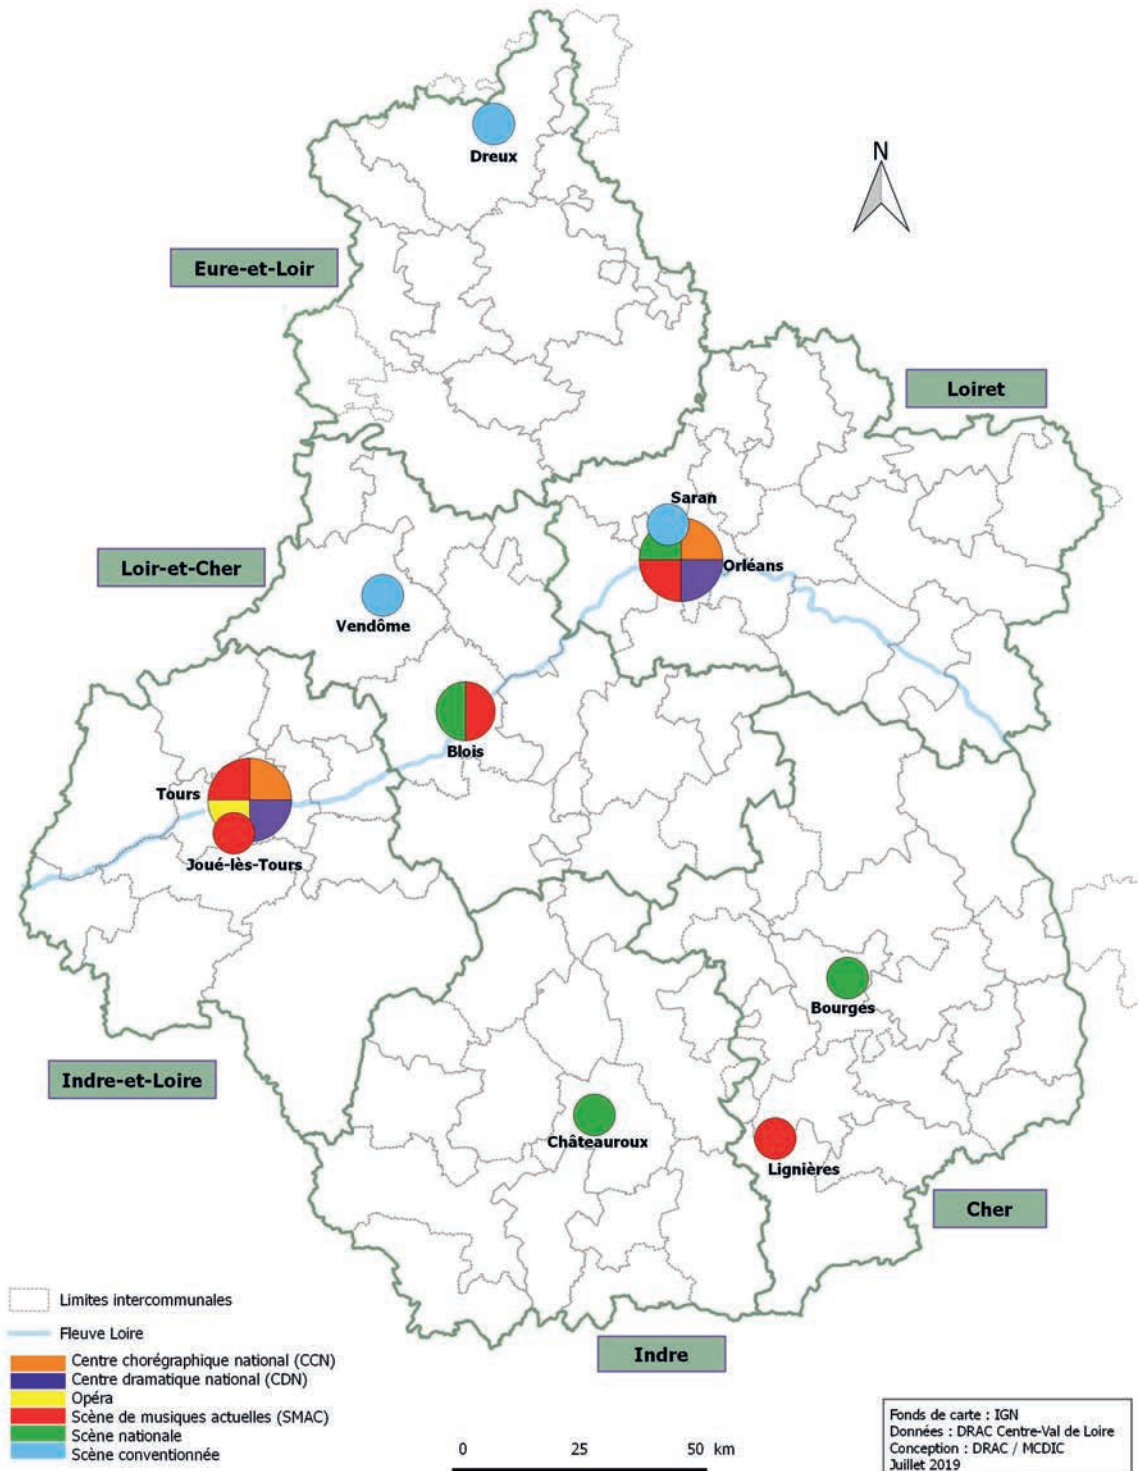 Dreux
N
Eure-et-Loir
Loiret
Saran
Orléans
Loir-et-Cher
Vendôme
Blois
Tours
Joué-lès-Tours
Bourges
Indre-et-Loire
Châteauroux
Lignières
Cher
Indre
Limites intercommunales
Fleuve Loire
Centre chorégraphique national (CCN)
Centre dramatique national (CDN)
Opéra
Scène de musiques actuelles (SMAC)
Scène nationale
Scène conventionnée
0 25 50 km
Fonds de carte : IGN
Données : DRAC Centre-Val de Loire
Conception : DRAC / MCDIC
Juillet 2019